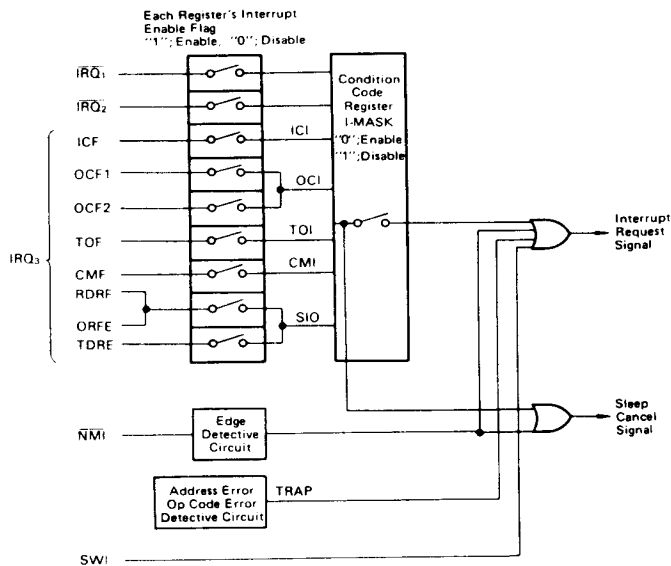 Each Register's Interrupt
Enable Flag
"1"; Enable, "0"; Disable
IRQ₁
IRQ₂
ICF
OCF1
OCF2
TOF
CMF
RDRF
ORFE
TDRE
IRQ₃
ICI
OCI
TOI
CMI
SIO
Condition
Code
Register
I-MASK
"0"; Enable
"1"; Disable
Interrupt
Request
Signal
Sleep
Cancel
Signal
NMI
Edge
Detective
Circuit
Address Error
Op Code Error
Detective Circuit
TRAP
SWI